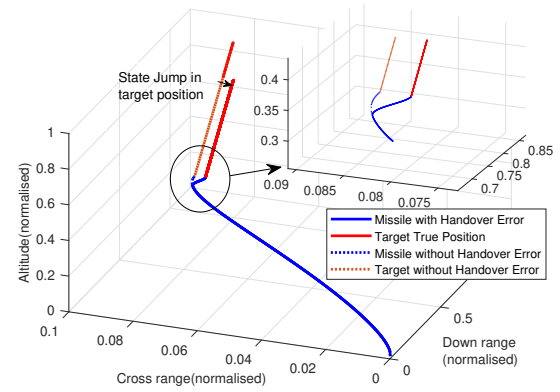 State Jump in
target position
0.4
0.35
0.3
0.09
0.085
0.08
0.075
0.7
0.75
0.8
0.85
Altitude(normalised)
1
0.8
0.6
0.4
0.2
0
0.1
0.08
0.06
0.04
0.02
0
0
0.5
Cross range(normalised)
Down range
(normalised)
Missile with Handover Error
Target True Position
Missile without Handover Error
Target without Handover Error